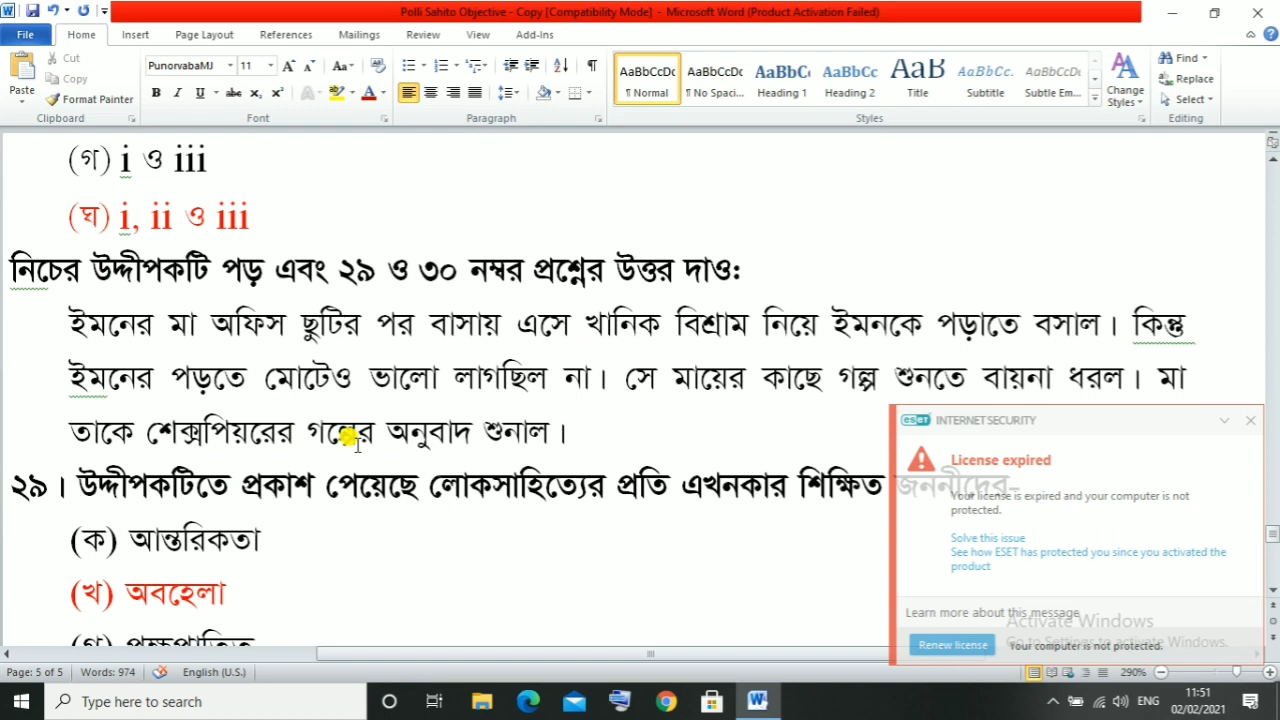 Polli Sahito Objective - Copy [Compatibility Mode] - Microsoft Word (Product Activation Failed)
File Home Insert Page Layout References Mailings Review View Add-Ins
Cut
Copy
Format Painter
Paste
PunorvabaMJ 11
AaBbCcDc AaBbCcDc AaBbC AaBbCc AaB AaBbCc. AaBbCcDc
¶ Normal ¶ No Spaci... Heading 1 Heading 2 Title Subtitle Subtle Em...
Change Styles
Find
Replace
Select
Clipboard Font Paragraph Styles Editing
(গ) i ও iii
(ঘ) i, ii ও iii
নিচের উদ্দীপকটি পড় এবং ২৯ ও ৩০ নম্বর প্রশ্নের উত্তর দাও:
ইমনের মা অফিস ছুটির পর বাসায় এসে খানিক বিশ্রাম নিয়ে ইমনকে পড়াতে বসাল। কিন্তু
ইমনের পড়তে মোটেও ভালো লাগছিল না। সে মায়ের কাছে গল্প শুনতে বায়না ধরল। মা
তাকে শেক্সপিয়রের গল্পের অনুবাদ শুনাল।
২৯। উদ্দীপকটিতে প্রকাশ পেয়েছে লোকসাহিত্যের প্রতি এখনকার শিক্ষিত জননীদের-
(ক) আন্তরিকতা
(খ) অবহেলা
(গ) পক্ষপাতিত্ব
eset INTERNET SECURITY
License expired
Your license is expired and your computer is not
protected.
Solve this issue
See how ESET has protected you since you activated the
product
Learn more about this message
Renew license Your computer is not protected.
Activate Windows
Go to Settings to activate Windows.
Page: 5 of 5 Words: 974 English (U.S.) 290%
Type here to search
ENG
11:51
02/02/2021